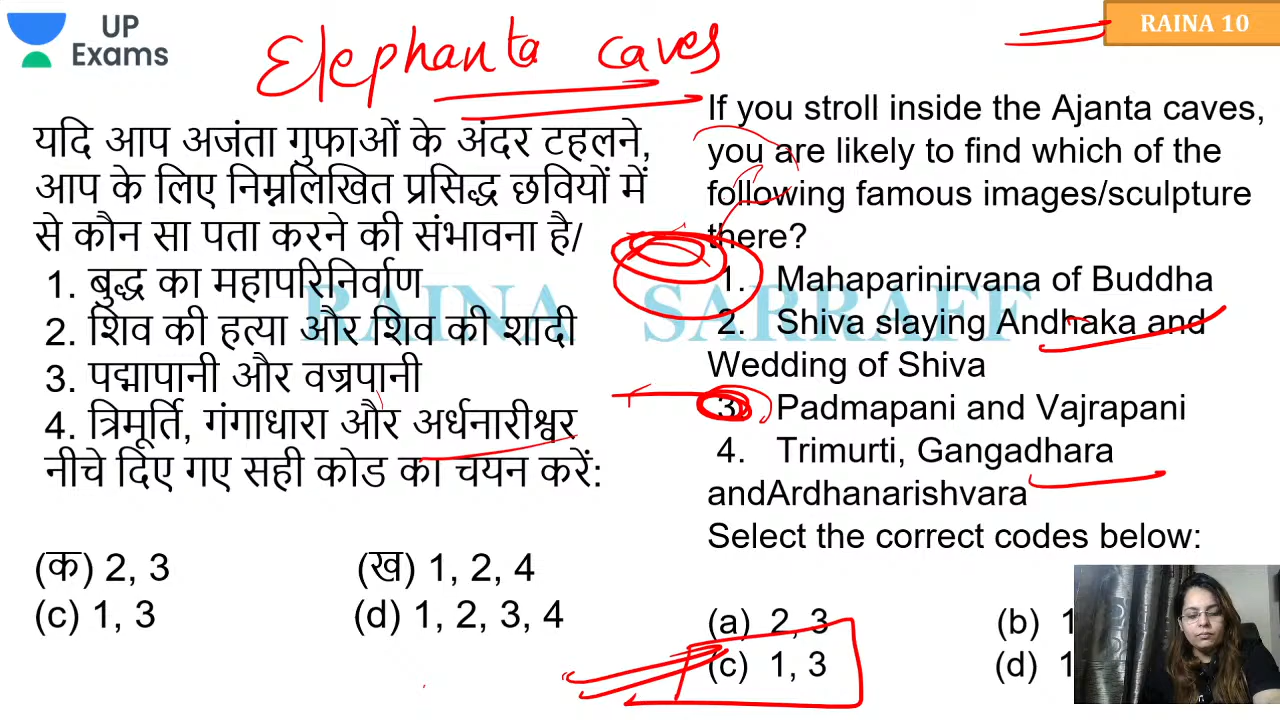 UP
Exams
Elephanta caves
RAINA 10
यदि आप अजंता गुफाओं के अंदर टहलने,
आप के लिए निम्नलिखित प्रसिद्ध छवियों में
से कौन सा पता करने की संभावना है/
1. बुद्ध का महापरिनिर्वाण
2. शिव की हत्या और शिव की शादी
3. पद्मापानी और वज्रपानी
4. त्रिमूर्ति, गंगाधारा और अर्धनारीश्वर
नीचे दिए गए सही कोड का चयन करें:
(क) 2, 3
(ख) 1, 2, 4
(c) 1, 3
(d) 1, 2, 3, 4
If you stroll inside the Ajanta caves,
you are likely to find which of the
following famous images/sculpture
there?
1. Mahaparinirvana of Buddha
2. Shiva slaying Andhaka and
Wedding of Shiva
3. Padmapani and Vajrapani
4. Trimurti, Gangadhara
andArdhanarishvara
Select the correct codes below:
(a) 2, 3
(b) 1
(c) 1, 3
(d) 1
RAINA SARRAFF